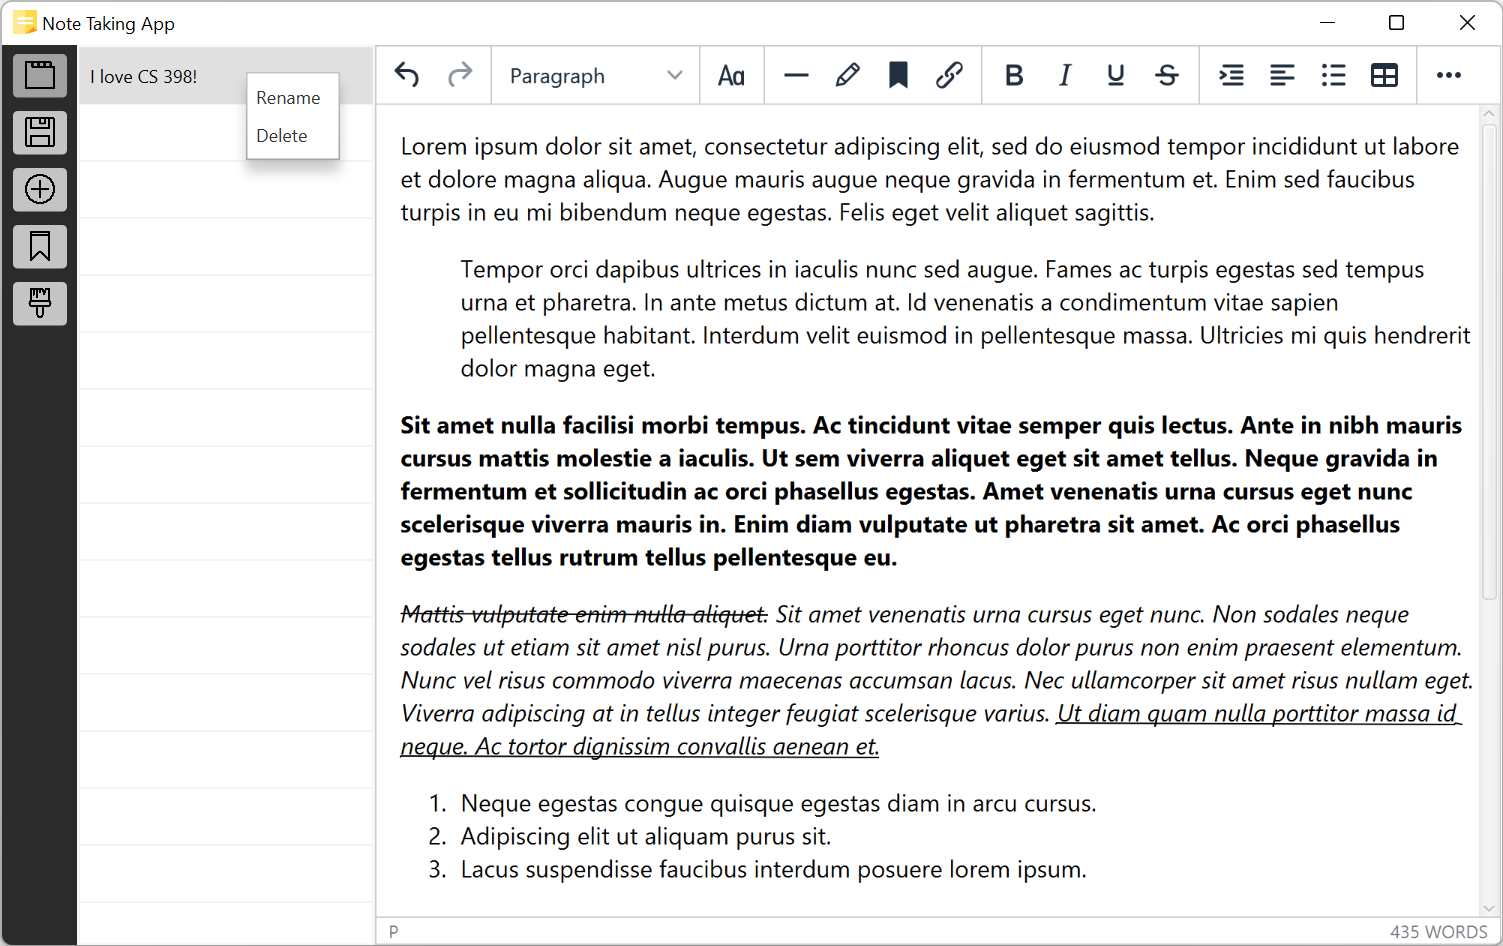 Note Taking App
I love CS 398!
Rename
Delete
Paragraph
Aa
B I U S
Lorem ipsum dolor sit amet, consectetur adipiscing elit, sed do eiusmod tempor incididunt ut labore
et dolore magna aliqua. Augue mauris augue neque gravida in fermentum et. Enim sed faucibus
turpis in eu mi bibendum neque egestas. Felis eget velit aliquet sagittis.
Tempor orci dapibus ultrices in iaculis nunc sed augue. Fames ac turpis egestas sed tempus
urna et pharetra. In ante metus dictum at. Id venenatis a condimentum vitae sapien
pellentesque habitant. Interdum velit euismod in pellentesque massa. Ultricies mi quis hendrerit
dolor magna eget.
Sit amet nulla facilisi morbi tempus. Ac tincidunt vitae semper quis lectus. Ante in nibh mauris
cursus mattis molestie a iaculis. Ut sem viverra aliquet eget sit amet tellus. Neque gravida in
fermentum et sollicitudin ac orci phasellus egestas. Amet venenatis urna cursus eget nunc
scelerisque viverra mauris in. Enim diam vulputate ut pharetra sit amet. Ac orci phasellus
egestas tellus rutrum tellus pellentesque eu.
Mattis vulputate enim nulla aliquet. Sit amet venenatis urna cursus eget nunc. Non sodales neque
sodales ut etiam sit amet nisl purus. Urna porttitor rhoncus dolor purus non enim praesent elementum.
Nunc vel risus commodo viverra maecenas accumsan lacus. Nec ullamcorper sit amet risus nullam eget.
Viverra adipiscing at in tellus integer feugiat scelerisque varius. Ut diam quam nulla porttitor massa id
neque. Ac tortor dignissim convallis aenean et.
1. Neque egestas congue quisque egestas diam in arcu cursus.
2. Adipiscing elit ut aliquam purus sit.
3. Lacus suspendisse faucibus interdum posuere lorem ipsum.
P
435 WORDS